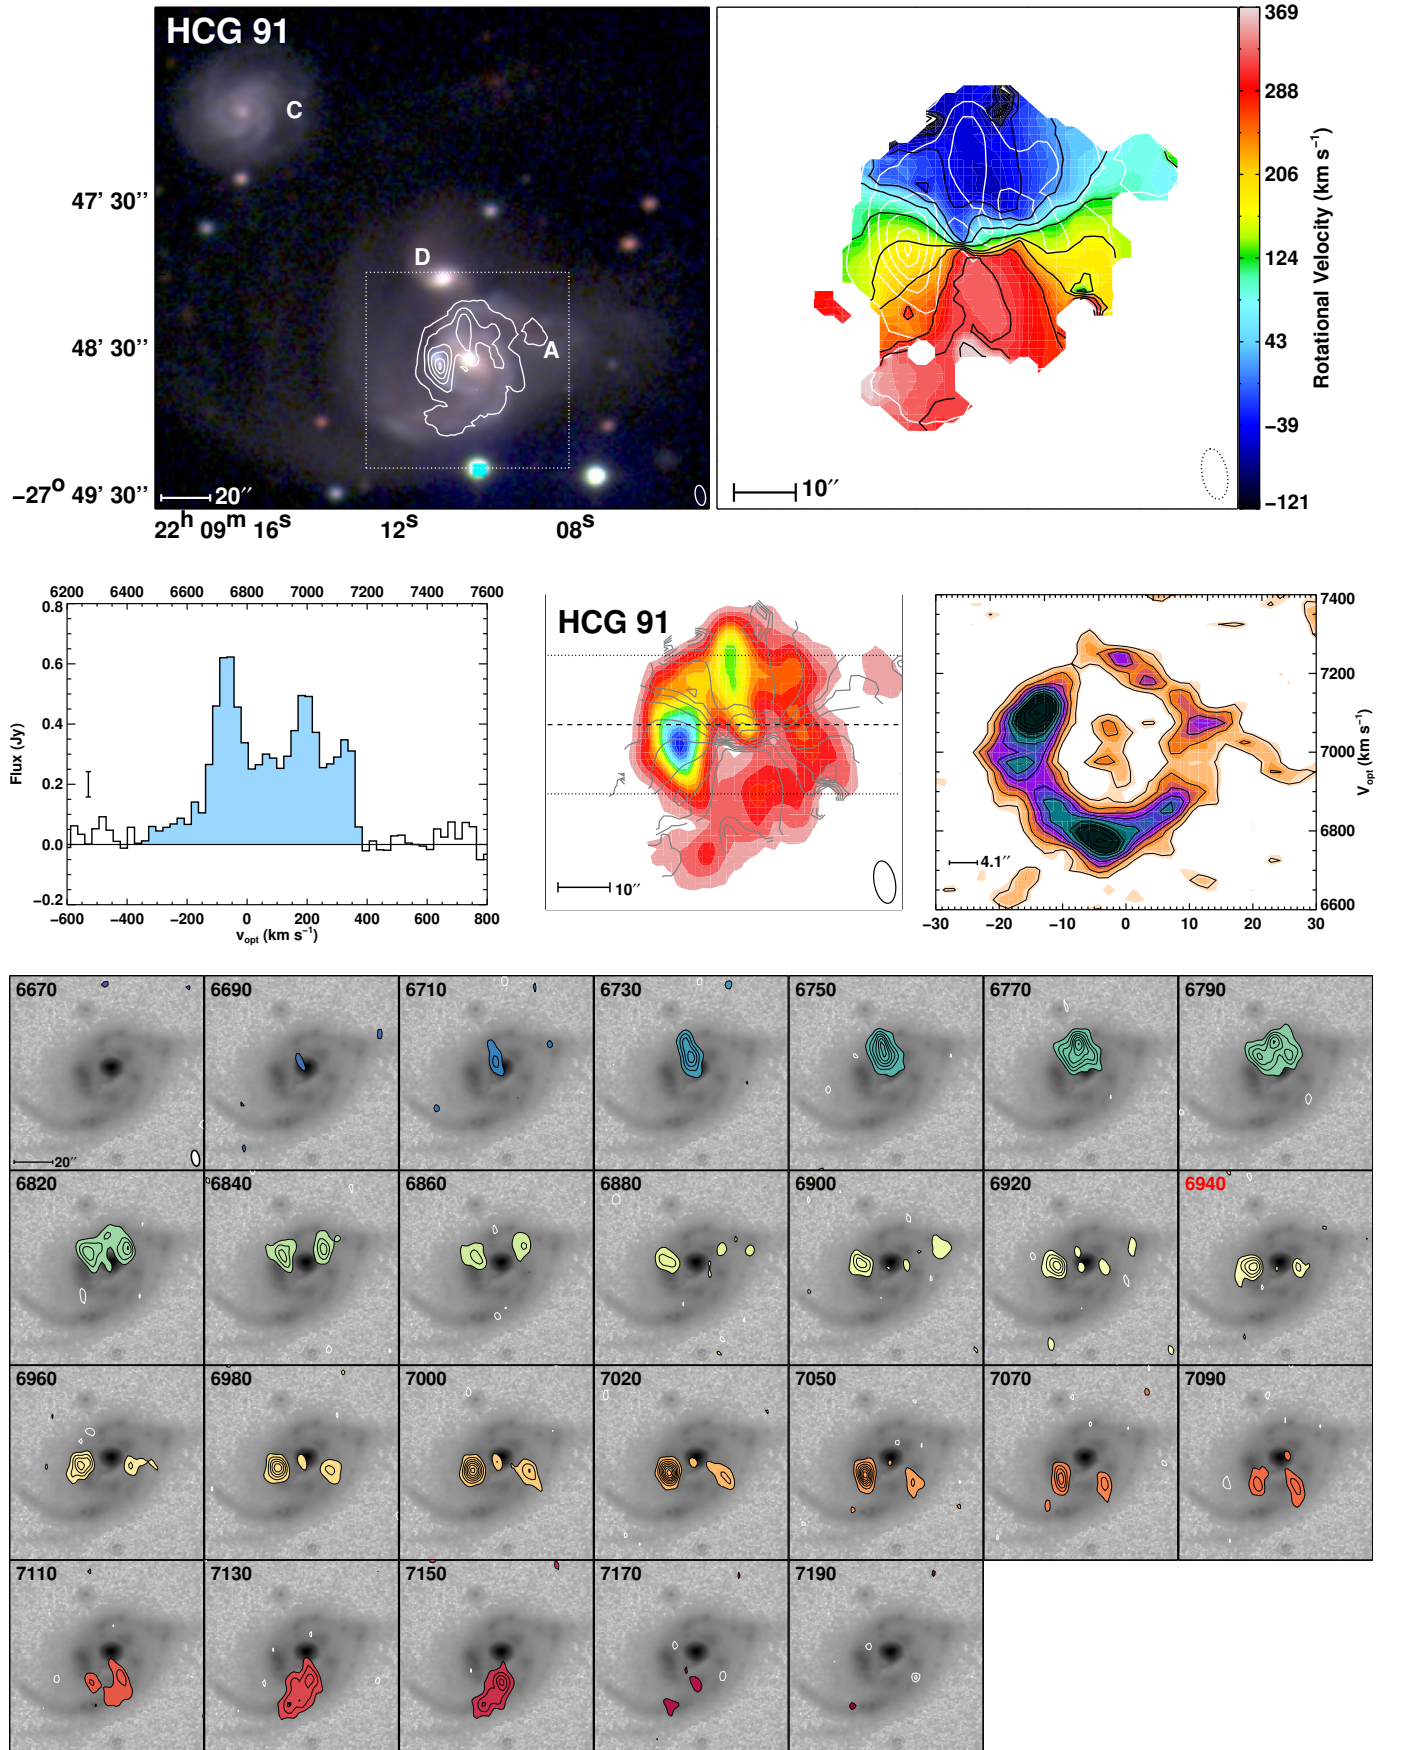 HCG 91
C
D
A
47' 30''
48' 30''
−27° 49' 30''
20''
22h 09m 16s
12s
08s
10''
369
288
206
124
43
−39
−121
Rotational Velocity (km s−1)
6200 6400 6600 6800 7000 7200 7400 7600
0.8
0.6
0.4
0.2
0.0
−0.2
Flux (Jy)
−600 −400 −200 0 200 400 600 800
vopt (km s−1)
HCG 91
10''
7400
7200
7000
6800
6600
Vopt (km s−1)
4.1''
−30 −20 −10 0 10 20 30
6670 6690 6710 6730 6750 6770 6790
20''
6820 6840 6860 6880 6900 6920 6940
6960 6980 7000 7020 7050 7070 7090
7110 7130 7150 7170 7190